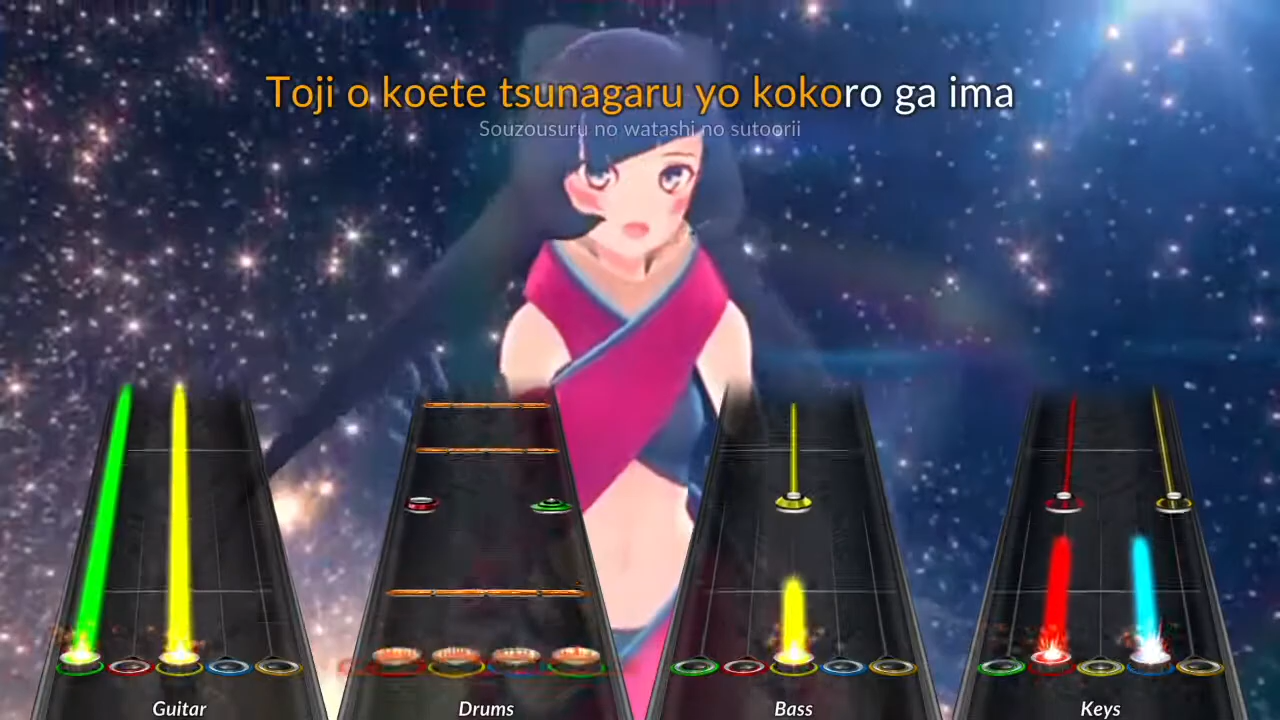 Toji o koete tsunagaru yo kokoro ga ima
Souzousuru no watashi no sutoorii
Guitar
Drums
Bass
Keys